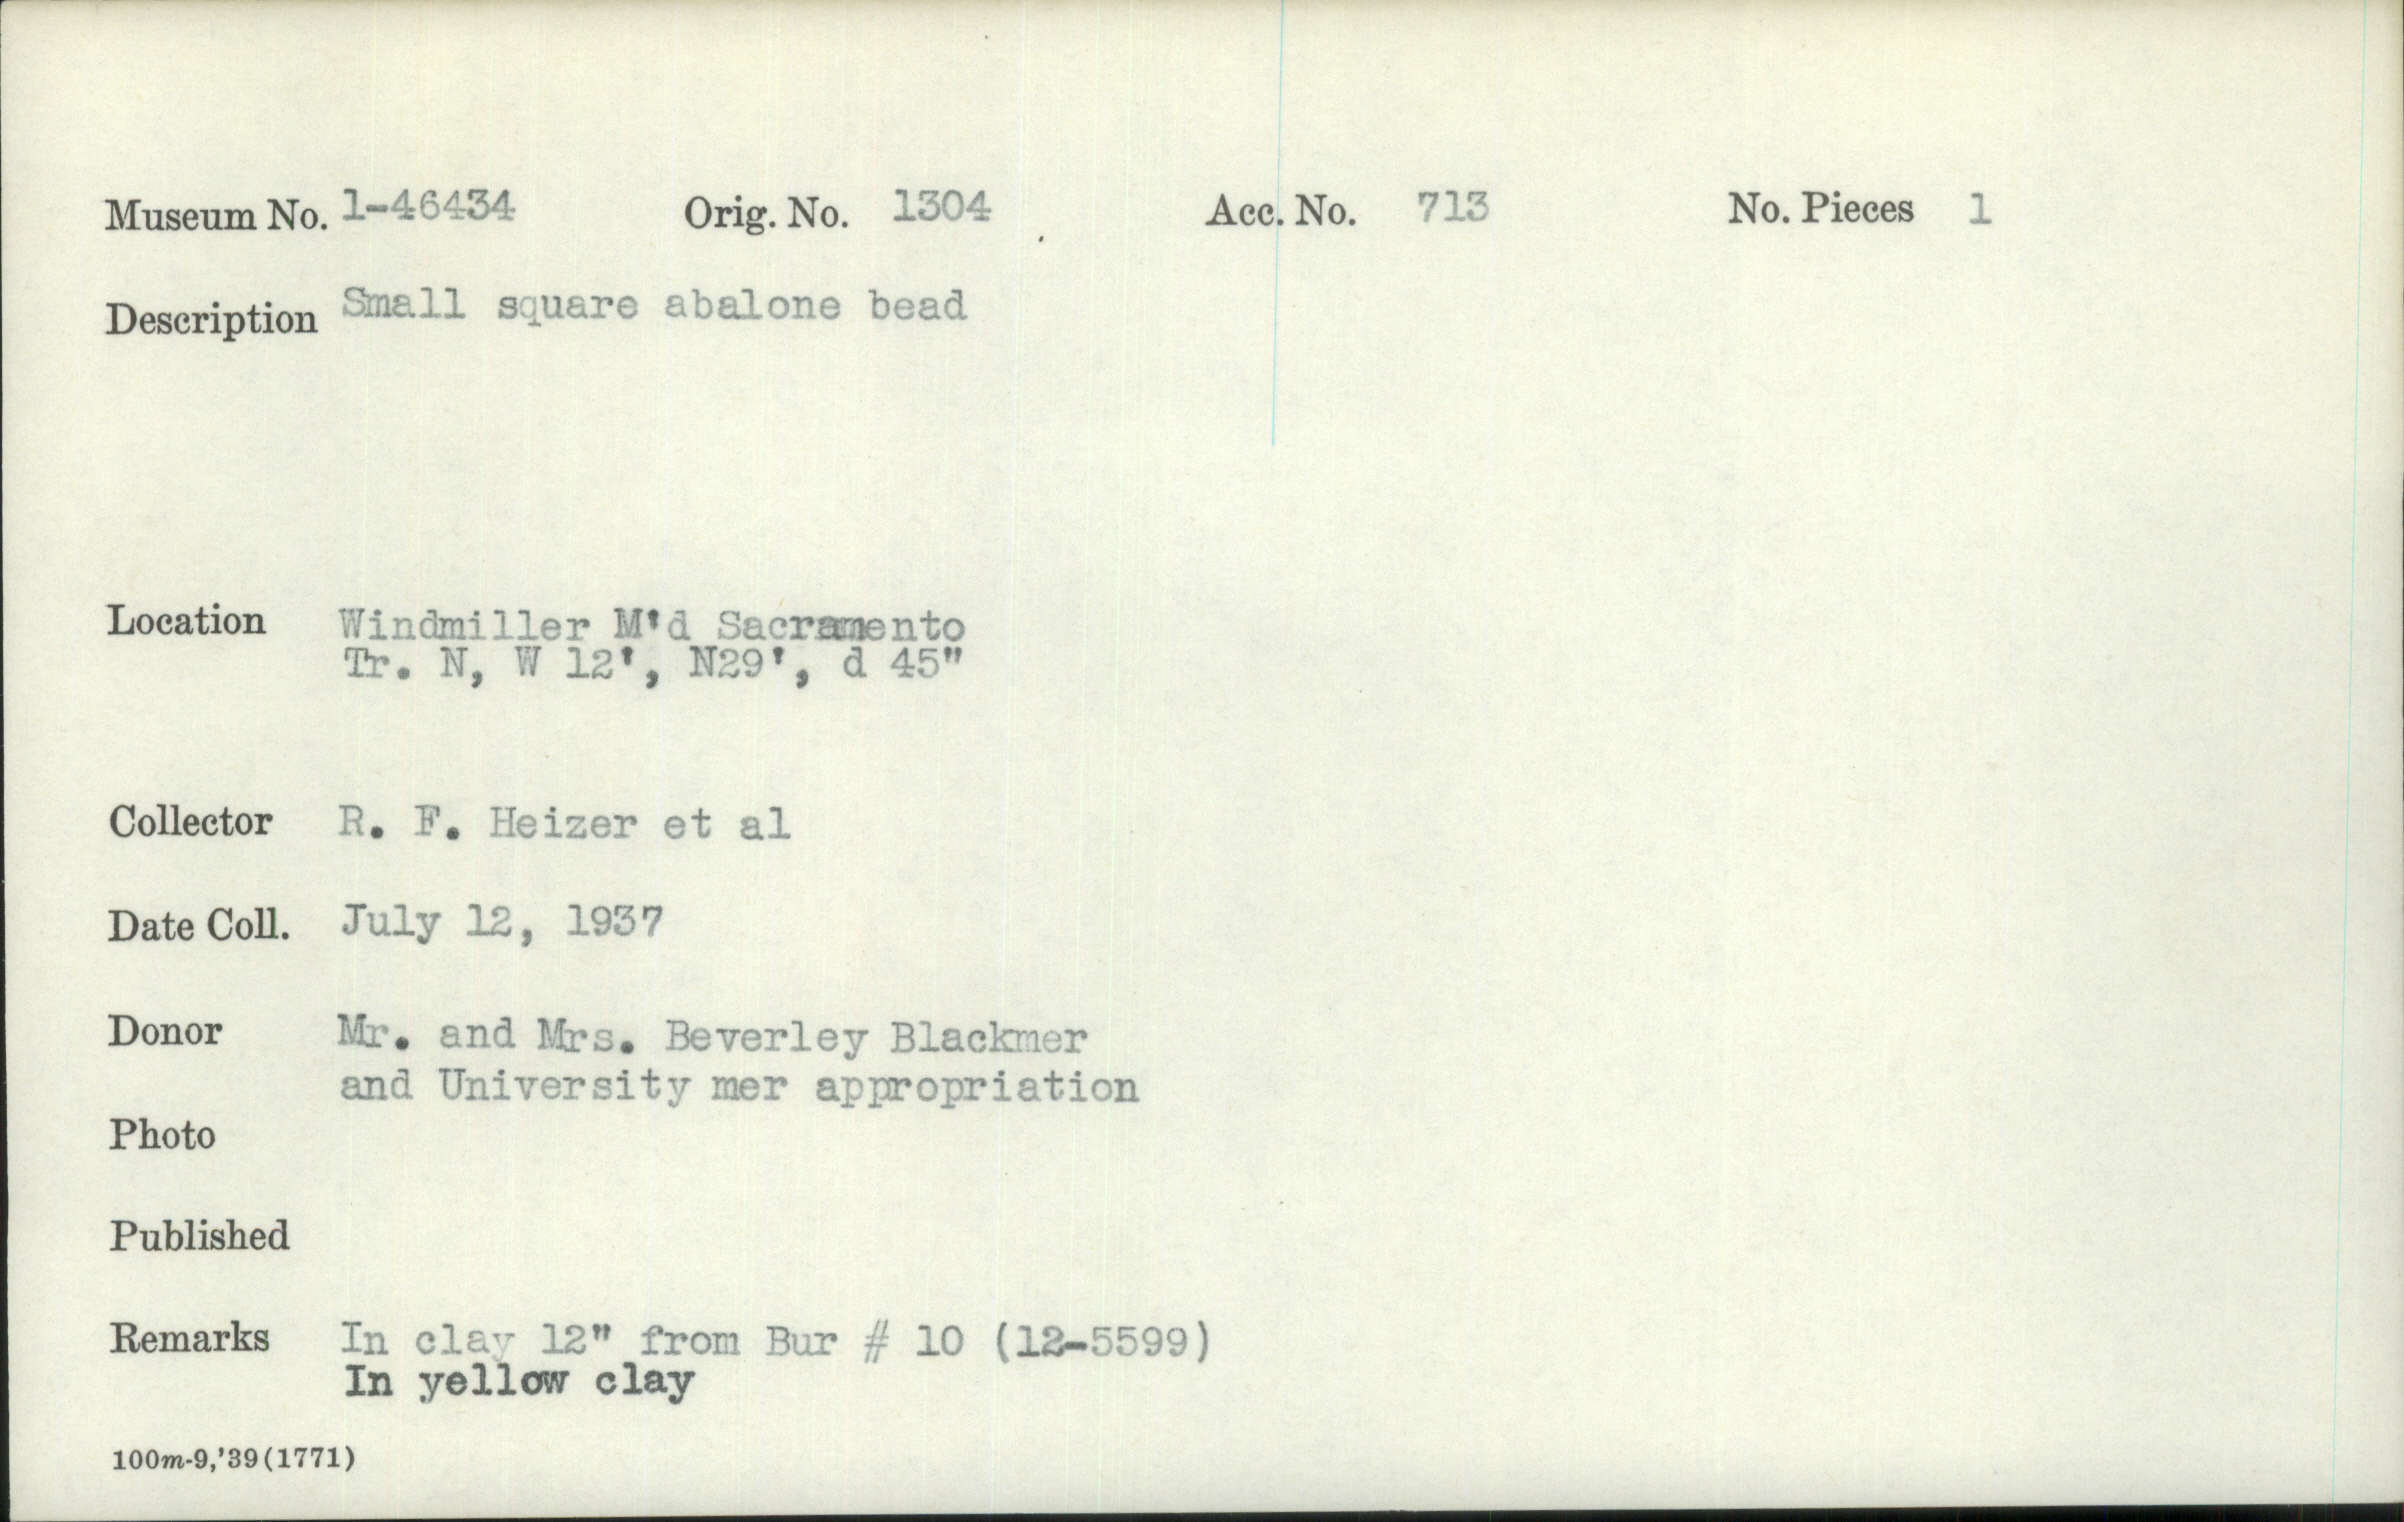 Museum No. 1-46434 Orig. No. 1304 Acc. No. 713 No. Pieces 1
Description Small square abalone bead
Location Windmiller M'd Sacramento
Tr. N, W 12', N29', d 45"
Collector R. F. Heizer et al
Date Coll. July 12, 1937
Donor Mr. and Mrs. Beverley Blackmer
and University mer appropriation
Photo
Published
Remarks In clay 12" from Bur # 10 (12-5599)
In yellow clay
100m-9,'39(1771)